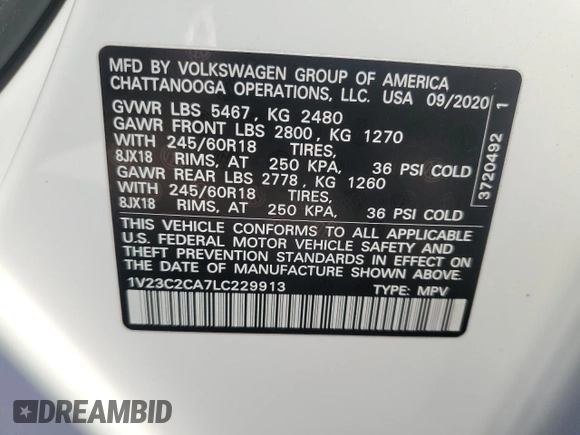 MFD BY VOLKSWAGEN GROUP OF AMERICA
CHATTANOOGA OPERATIONS, LLC. USA 09/2020
GVWR LBS 5467, KG 2480
GAWR FRONT LBS 2800, KG 1270
WITH 245/60R18 TIRES,
8JX18 RIMS, AT 250 KPA, 36 PSI COLD
GAWR REAR LBS 2778, KG 1260
WITH 245/60R18 TIRES,
8JX18 RIMS, AT 250 KPA, 36 PSI COLD
THIS VEHICLE CONFORMS TO ALL APPLICABLE
U.S. FEDERAL MOTOR VEHICLE SAFETY AND
THEFT PREVENTION STANDARDS IN EFFECT ON
THE DATE OF MANUFACTURE SHOWN ABOVE.
1V23C2CA7LC229913 TYPE: MPV
3720492 1
DREAMBID